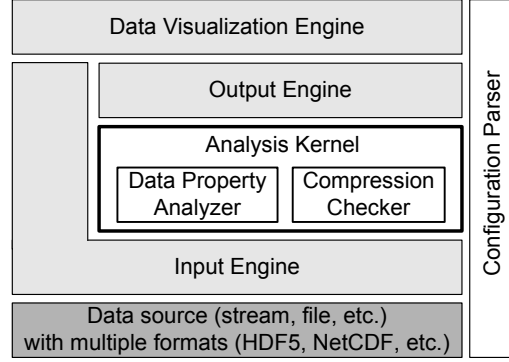 Data Visualization Engine
Output Engine
Analysis Kernel
Data Property
Analyzer
Compression
Checker
Input Engine
Data source (stream, file, etc.)
with multiple formats (HDF5, NetCDF, etc.)
Configuration Parser